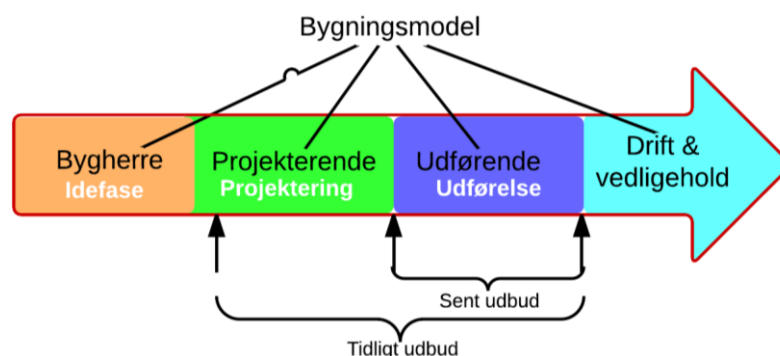 Bygningsmodel
Bygherre
Idefase
Projekterende
Projektering
Udførende
Udførelse
Drift &
vedligehold
Sent udbud
Tidligt udbud